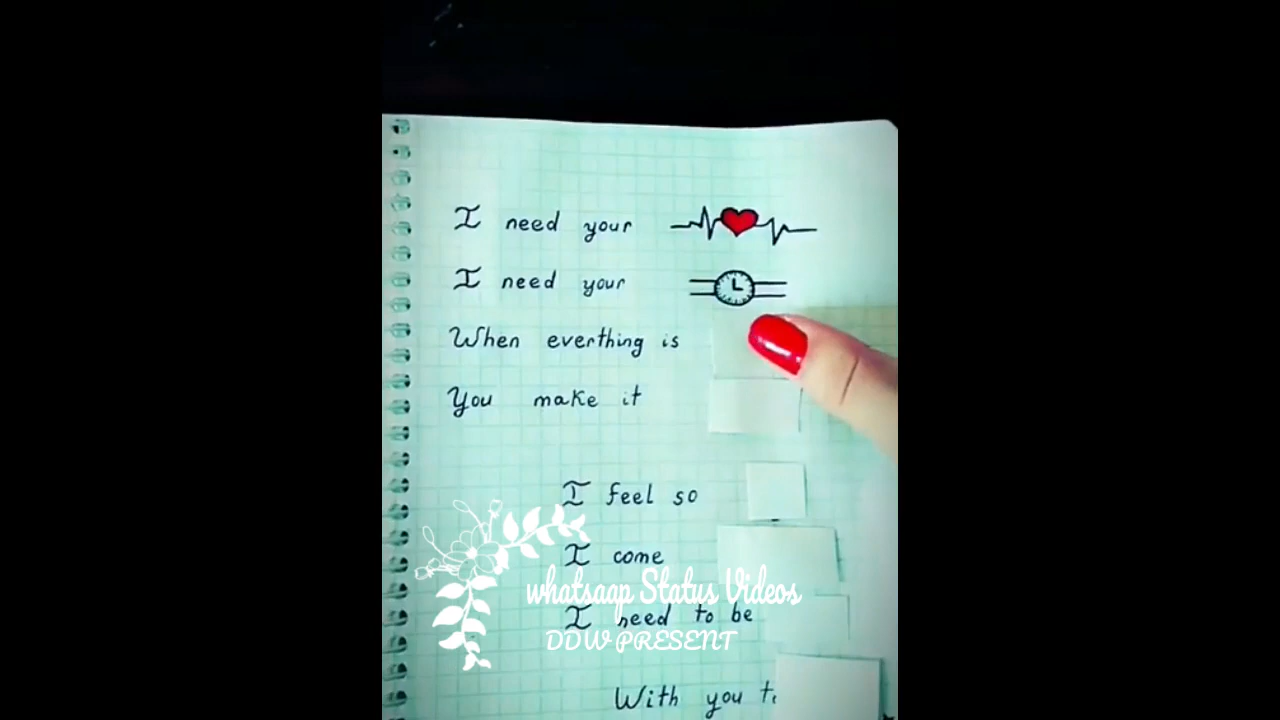 I need your
I need your
When everthing is
You make it
I feel so
I come
whatsaap Status Videos
I need to be
DDW PRESENT
With you